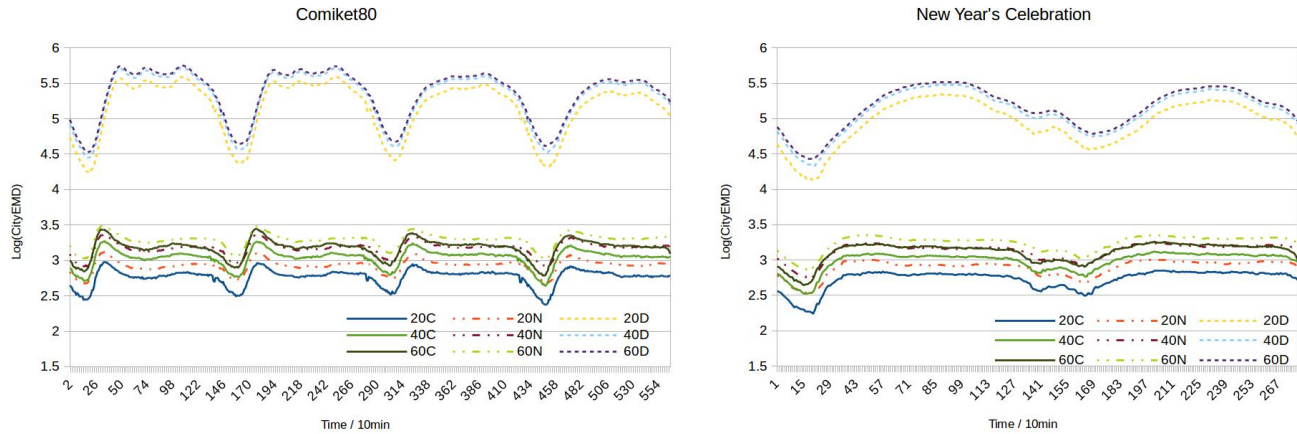 Comiket80
6
5.5
5
4.5
4
3.5
3
2.5
2
1.5
Log(CityEMD)
20C 20N 20D
40C 40N 40D
60C 60N 60D
2 26 50 74 98 122 146 170 194 218 242 266 290 314 338 362 386 410 434 458 482 506 530 554
Time / 10min
New Year's Celebration
6
5.5
5
4.5
4
3.5
3
2.5
2
1.5
Log(CityEMD)
20C 20N 20D
40C 40N 40D
60C 60N 60D
1 15 29 43 57 71 85 99 113 127 141 155 169 183 197 211 225 239 253 267
Time / 10min